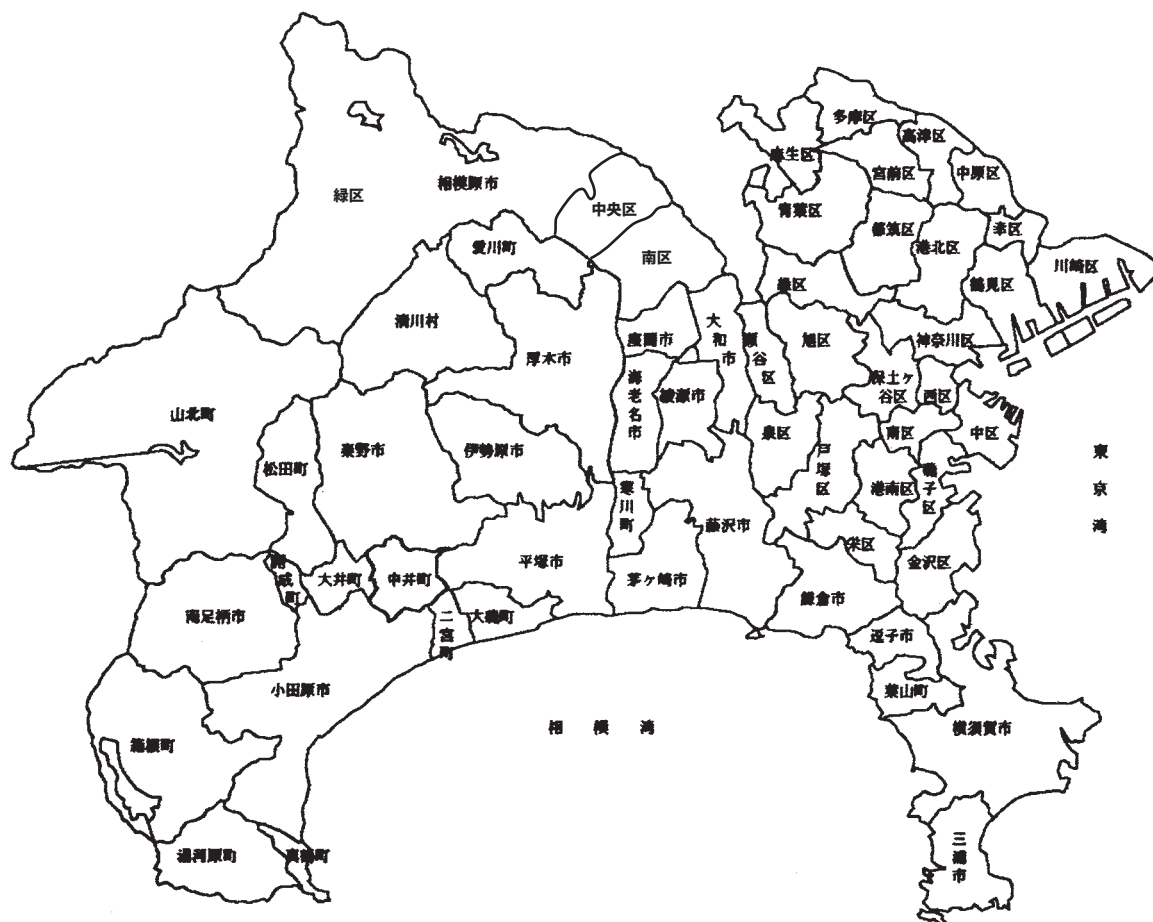 多摩区
高津区
麻生区
宮前区
中原区
相模原市
緑区
中央区
青葉区
都筑区
港北区
幸区
愛川町
南区
川崎区
緑区
鶴見区
清川村
座間市
大和市
瀬谷区
旭区
神奈川区
厚木市
保土ヶ谷区
西区
海老名市
綾瀬市
山北町
秦野市
伊勢原市
泉区
戸塚区
南区
中区
松田町
東京湾
港南区
磯子区
寒川町
藤沢市
栄区
金沢区
開成町
大井町
中井町
平塚市
茅ヶ崎市
鎌倉市
南足柄市
二宮町
大磯町
逗子市
小田原市
葉山町
箱根町
相模湾
横須賀市
湯河原町
真鶴町
三浦市